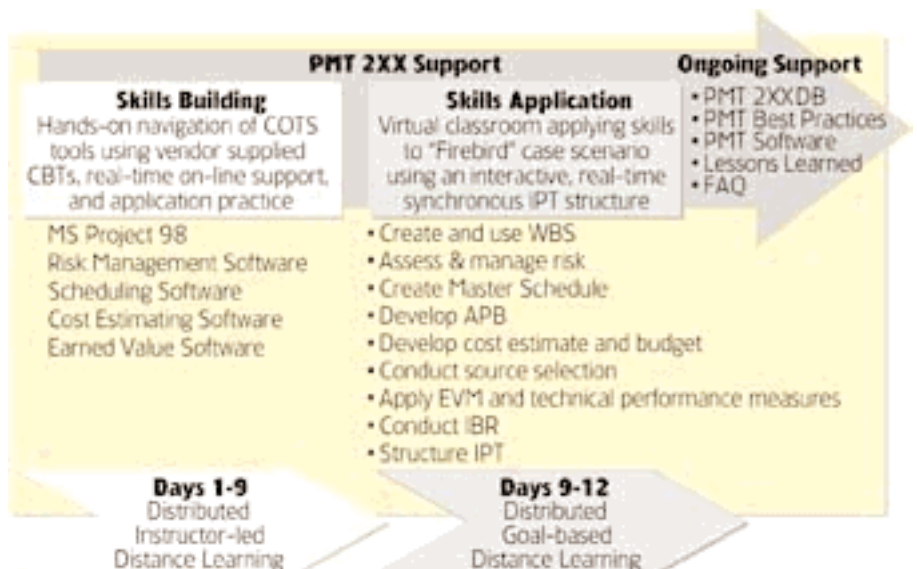 PMT 2XX Support
Skills Building
Hands-on navigation of COTS
tools using vendor supplied
CBTs, real-time on-line support,
and application practice
MS Project 98
Risk Management Software
Scheduling Software
Cost Estimating Software
Earned Value Software
Skills Application
Virtual classroom applying skills
to "Firebird" case scenario
using an interactive, real-time
synchronous IPT structure
• Create and use WBS
• Assess & manage risk
• Create Master Schedule
• Develop APB
• Develop cost estimate and budget
• Conduct source selection
• Apply EVM and technical performance measures
• Conduct IBR
• Structure IPT
Ongoing Support
• PMT 2XXDB
• PMT Best Practices
• PMT Software
• Lessons Learned
• FAQ
Days 1-9
Distributed
Instructor-led
Distance Learning
Days 9-12
Distributed
Goal-based
Distance Learning